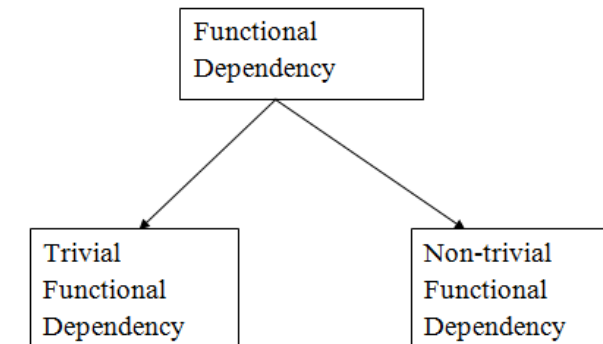 Functional
Dependency
Trivial
Functional
Dependency
Non-trivial
Functional
Dependency